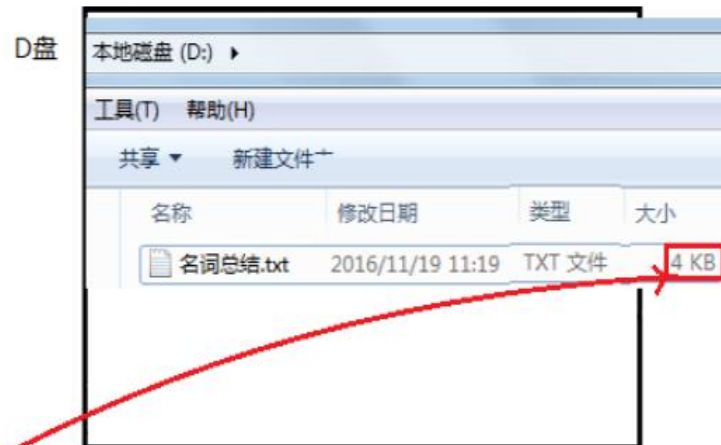 D盘
本地磁盘 (D:)
工具(T) 帮助(H)
共享 新建文件
名称 修改日期 类型 大小
名词总结.txt 2016/11/19 11:19 TXT 文件 4 KB